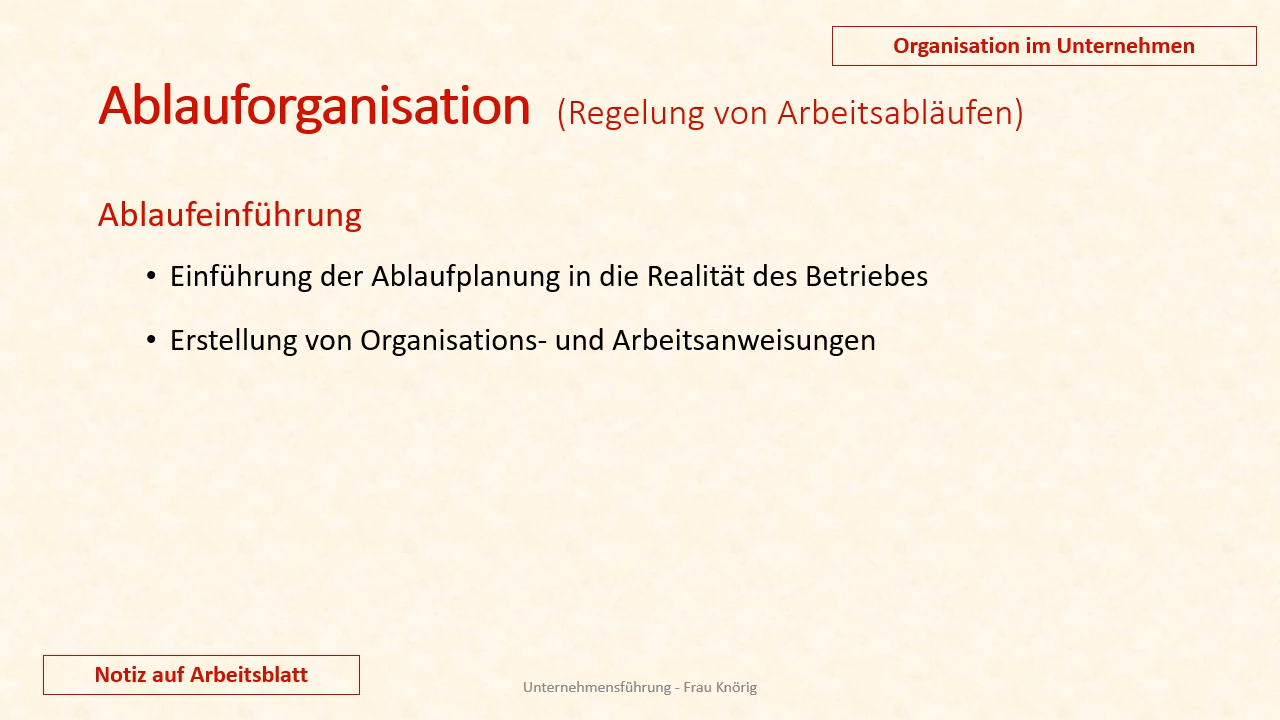 Organisation im Unternehmen
Ablauforganisation (Regelung von Arbeitsabläufen)
Ablaufeinführung
• Einführung der Ablaufplanung in die Realität des Betriebes
• Erstellung von Organisations- und Arbeitsanweisungen
Notiz auf Arbeitsblatt
Unternehmensführung - Frau Knörig